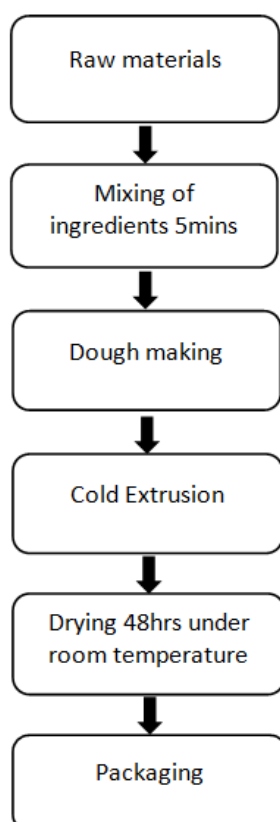 Raw materials
Mixing of
ingredients 5mins
Dough making
Cold Extrusion
Drying 48hrs under
room temperature
Packaging